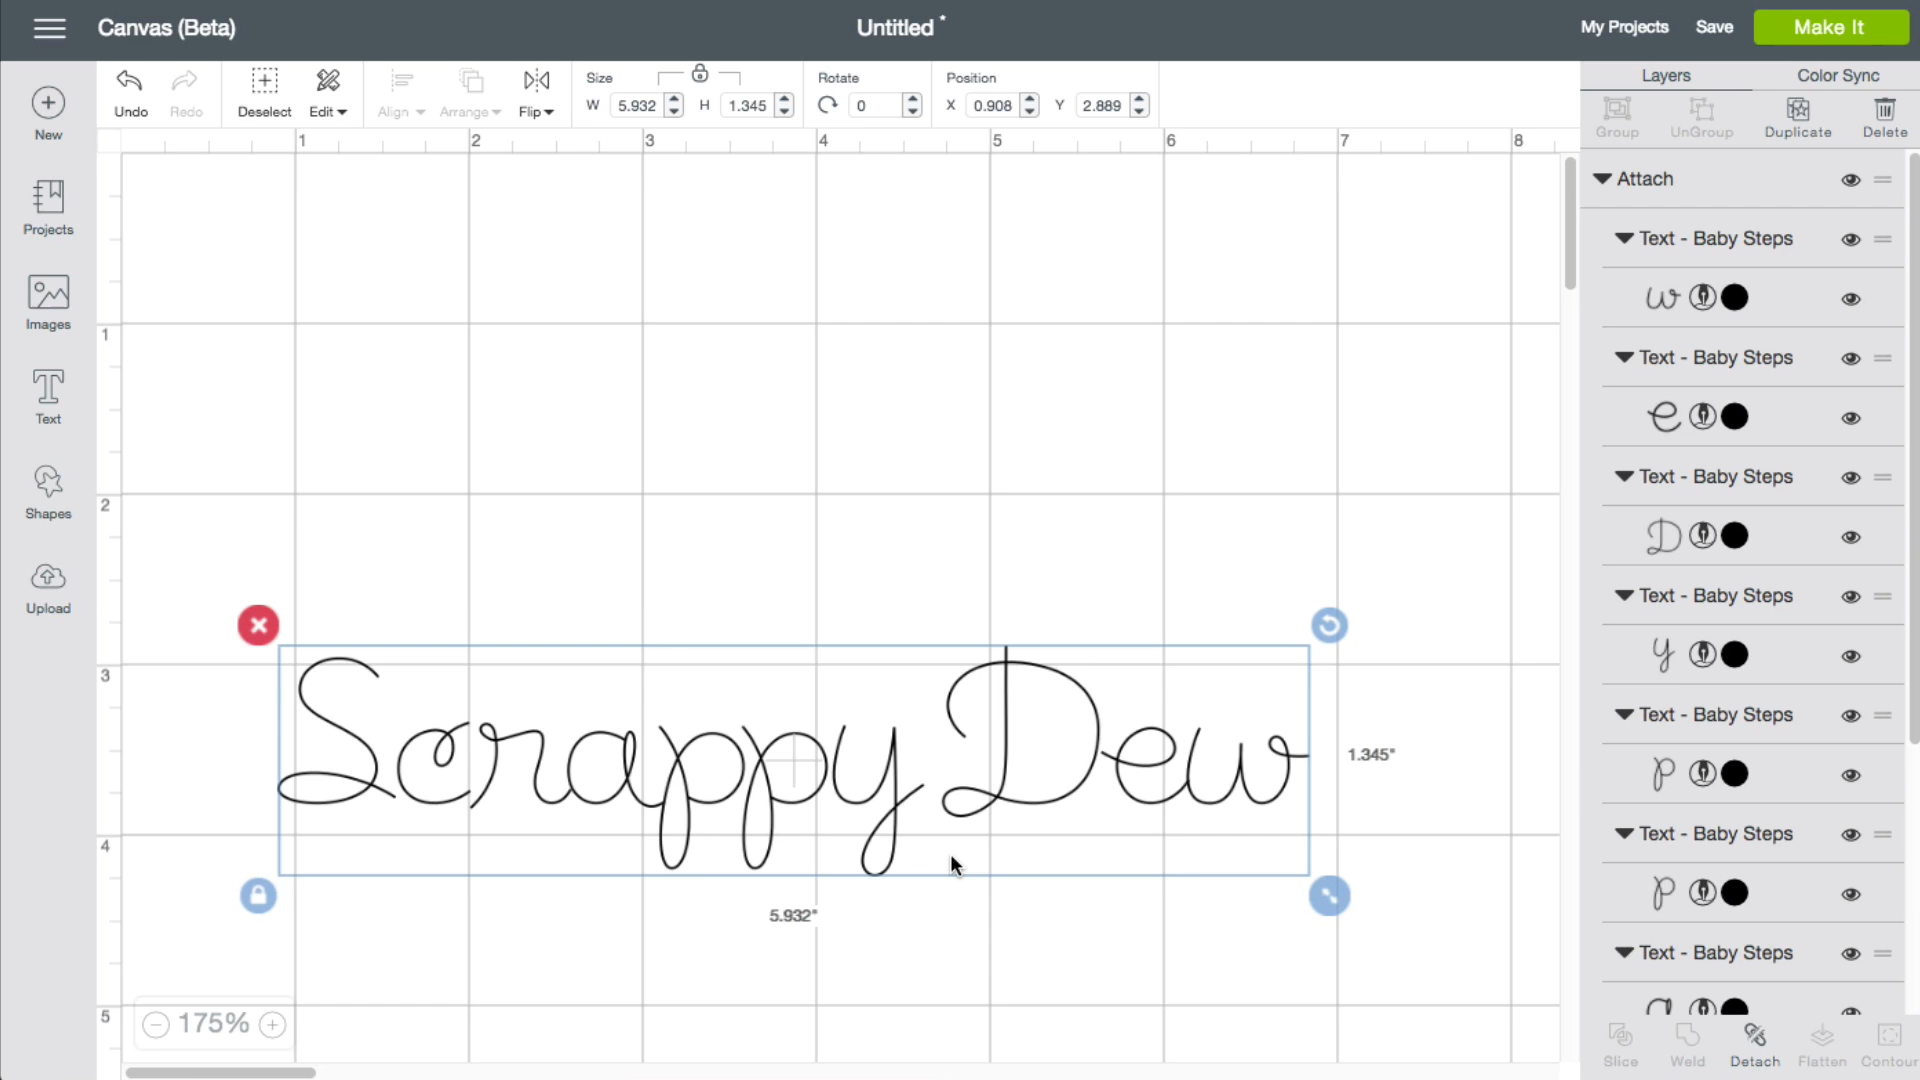 Canvas (Beta)
Untitled *
My Projects
Save
Make It
New
Projects
Images
Text
Shapes
Upload
Undo
Redo
Deselect
Edit
Align
Arrange
Flip
Size
W 5.932
H 1.345
Rotate
0
Position
X 0.908
Y 2.889
Layers
Color Sync
Group
UnGroup
Duplicate
Delete
1 2 3 4 5 6 7 8
1
2
3
4
5
Scrappy Dew
1.345"
5.932"
175%
Attach
Text - Baby Steps
w
Text - Baby Steps
e
Text - Baby Steps
D
Text - Baby Steps
y
Text - Baby Steps
p
Text - Baby Steps
p
Text - Baby Steps
a
Slice
Weld
Detach
Flatten
Contour